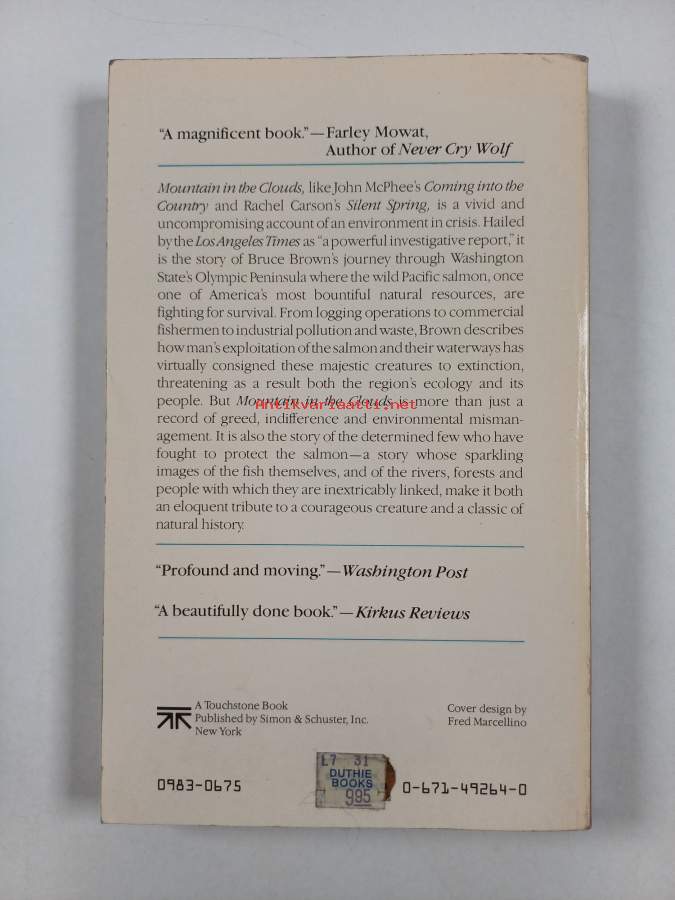 “A magnificent book.”—Farley Mowat,
Author of Never Cry Wolf
Mountain in the Clouds, like John McPhee's Coming into the
Country and Rachel Carson's Silent Spring, is a vivid and
uncompromising account of an environment in crisis. Hailed
by the Los Angeles Times as “a powerful investigative report,” it
is the story of Bruce Brown's journey through Washington
State's Olympic Peninsula where the wild Pacific salmon, once
one of America's most bountiful natural resources, are
fighting for survival. From logging operations to commercial
fishermen to industrial pollution and waste, Brown describes
how man's exploitation of the salmon and their waterways has
virtually consigned these majestic creatures to extinction,
threatening as a result both the region's ecology and its
people. But Mountain in the Clouds is more than just a
Antikvariaatti.net
record of greed, indifference and environmental misman-
agement. It is also the story of the determined few who have
fought to protect the salmon—a story whose sparkling
images of the fish themselves, and of the rivers, forests and
people with which they are inextricably linked, make it both
an eloquent tribute to a courageous creature and a classic of
natural history.
“Profound and moving.”—Washington Post
“A beautifully done book.”—Kirkus Reviews
A Touchstone Book
Published by Simon & Schuster, Inc.
New York
Cover design by
Fred Marcellino
L7 31
DUTHIE
BOOKS
995
0983-0675
0-671-49264-0